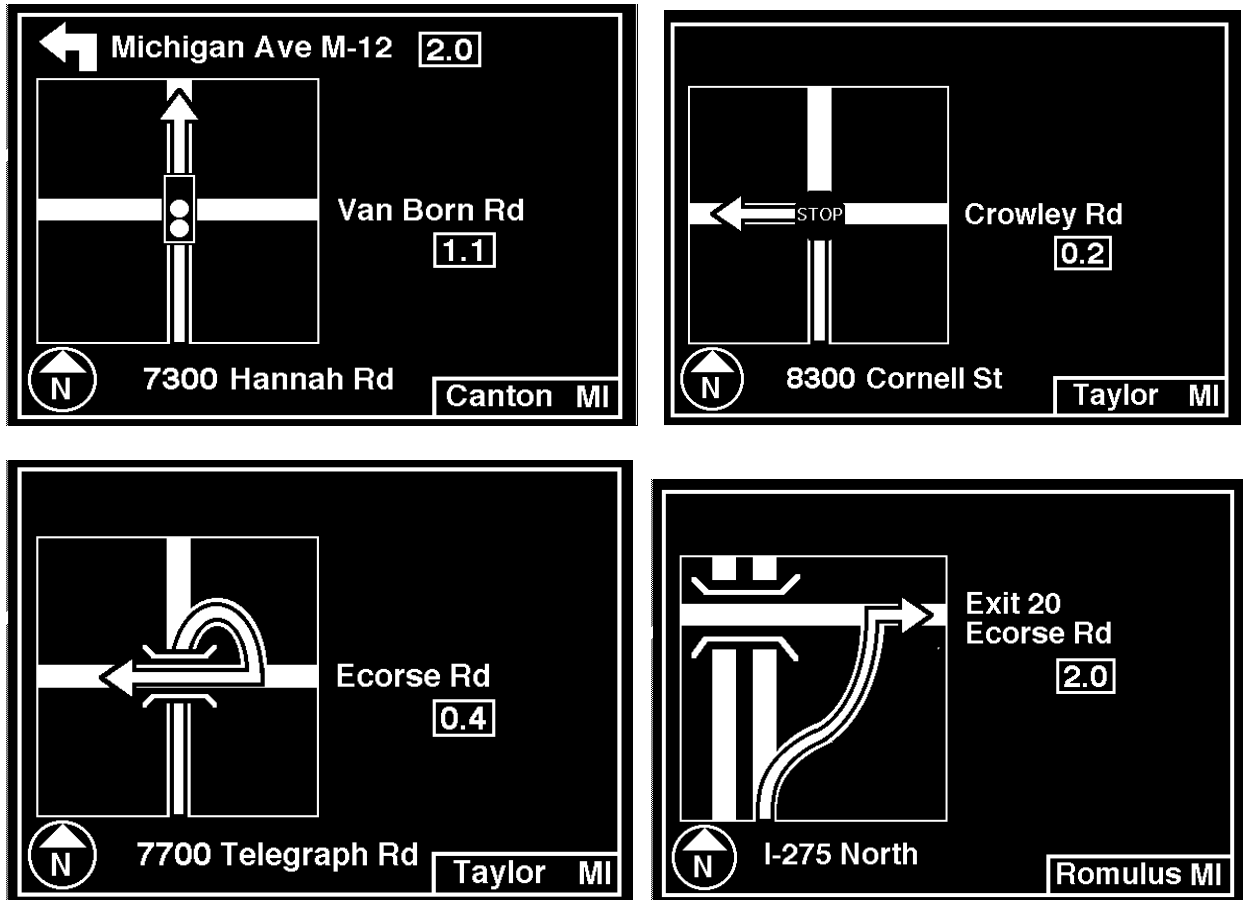 Michigan Ave M-12 2.0
Van Born Rd
1.1
N
7300 Hannah Rd
Canton MI
STOP
Crowley Rd
0.2
N
8300 Cornell St
Taylor MI
Ecorse Rd
0.4
N
7700 Telegraph Rd
Taylor MI
Exit 20
Ecorse Rd
2.0
N
I-275 North
Romulus MI